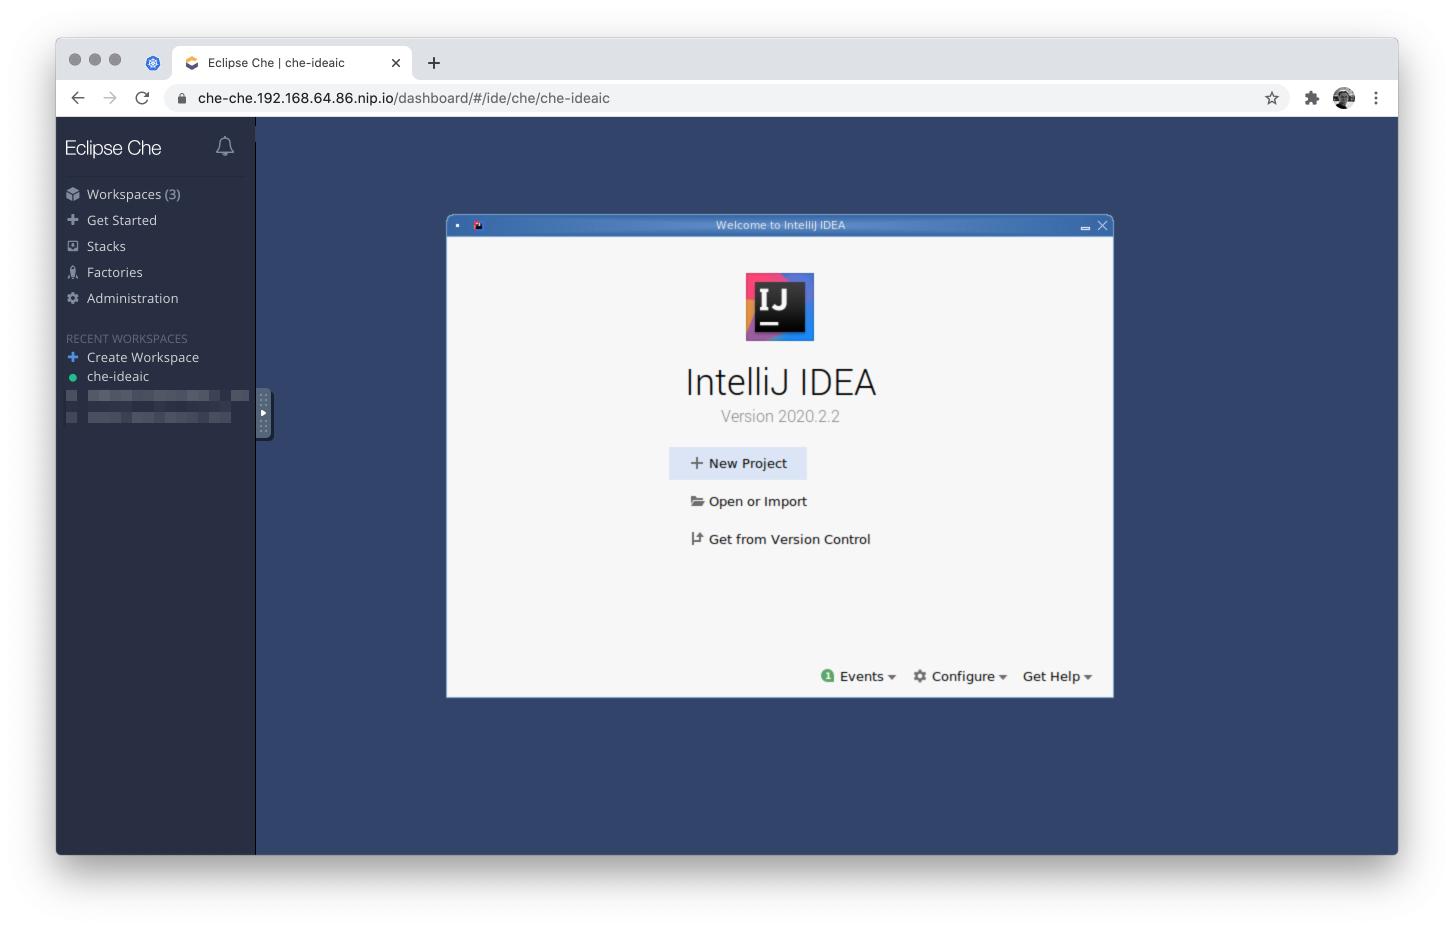 Eclipse Che | che-ideaic
che-che.192.168.64.86.nip.io/dashboard/#/ide/che/che-ideaic
Eclipse Che
Workspaces (3)
Get Started
Stacks
Factories
Administration
RECENT WORKSPACES
Create Workspace
che-ideaic
Welcome to IntelliJ IDEA
IJ
IntelliJ IDEA
Version 2020.2.2
New Project
Open or Import
Get from Version Control
1 Events
Configure
Get Help